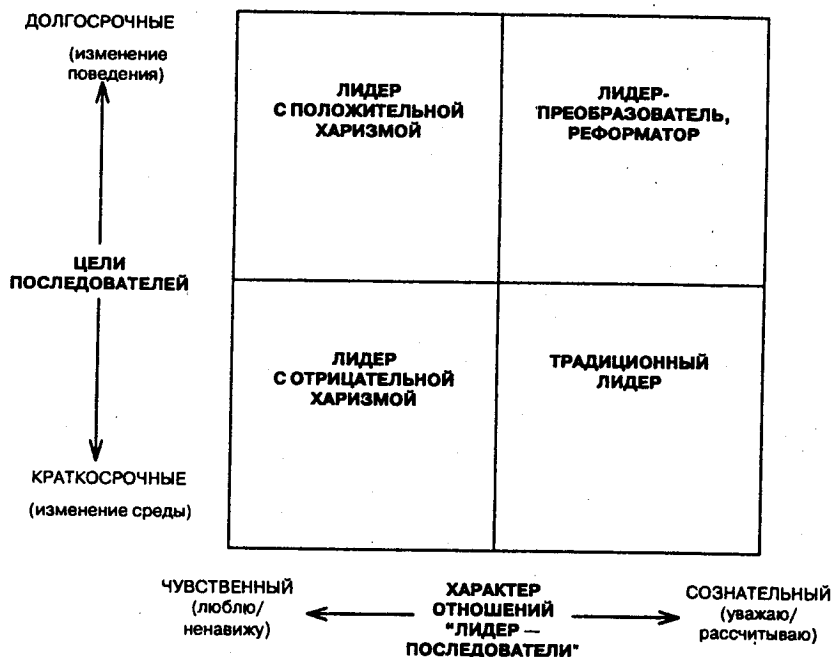 ДОЛГОСРОЧНЫЕ
(изменение
поведения)
ЛИДЕР
С ПОЛОЖИТЕЛЬНОЙ
ХАРИЗМОЙ
ЛИДЕР-
ПРЕОБРАЗОВАТЕЛЬ,
РЕФОРМАТОР
ЦЕЛИ
ПОСЛЕДОВАТЕЛЕЙ
ЛИДЕР
С ОТРИЦАТЕЛЬНОЙ
ХАРИЗМОЙ
ТРАДИЦИОННЫЙ
ЛИДЕР
КРАТКОСРОЧНЫЕ
(изменение среды)
ЧУВСТВЕННЫЙ
(люблю/
ненавижу)
ХАРАКТЕР
ОТНОШЕНИЙ
"ЛИДЕР —
ПОСЛЕДОВАТЕЛИ"
СОЗНАТЕЛЬНЫЙ
(уважаю/
рассчитываю)